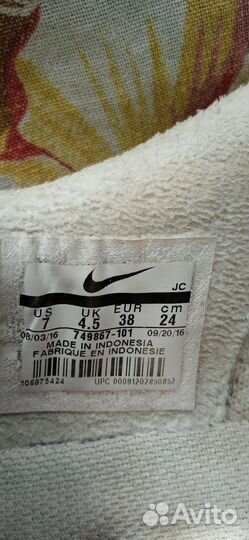 JC
US UK EUR cm
7 4.5 38 24
08/03/16 749867-101 09/20/16
MADE IN INDONESIA
FABRIQUE EN INDONESIE
106875424 UPC 00091202850852
Avito